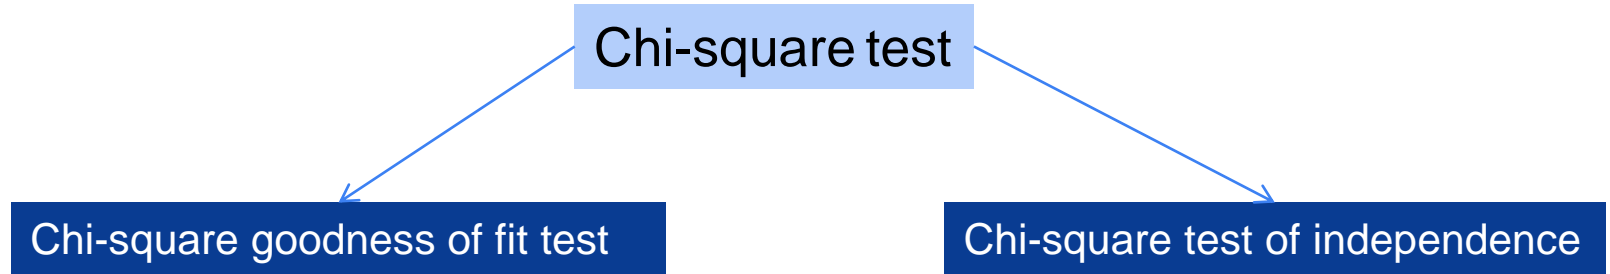 Chi-square test
Chi-square goodness of fit test
Chi-square test of independence